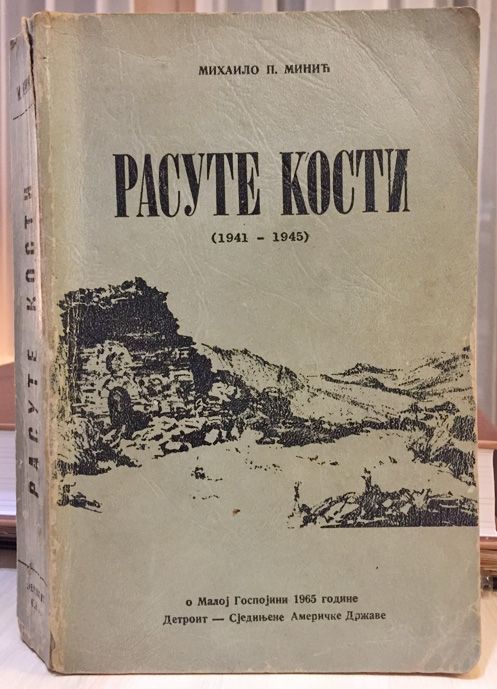 МИХАИЛО П. МИНИЋ
РАСУТЕ КОСТИ
(1941 – 1945)
о Малој Госпојини 1965 године
Детроит — Сједињене Америчке Државе
РАСУТЕ КОСТИ